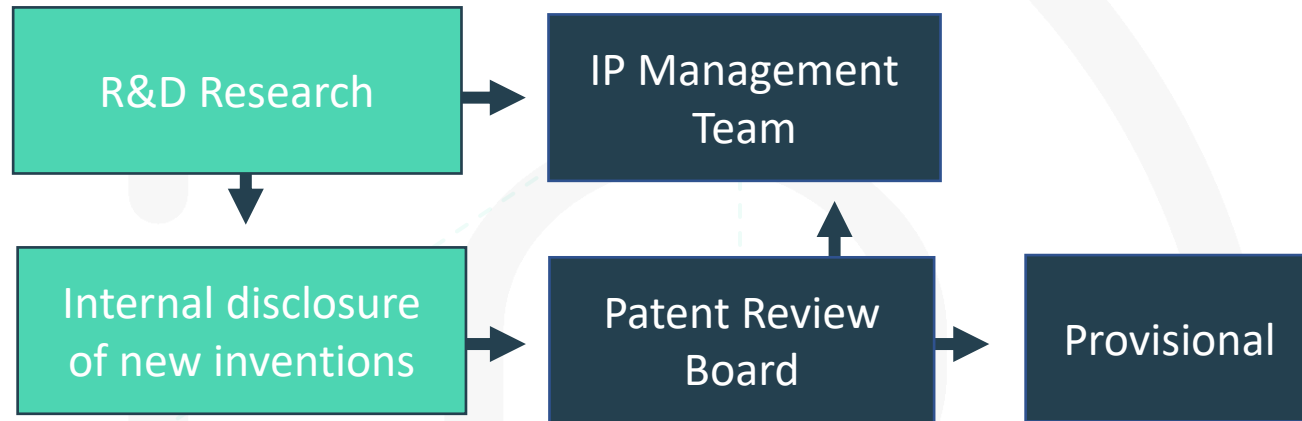 R&D Research
IP Management
Team
Internal disclosure
of new inventions
Patent Review
Board
Provisional